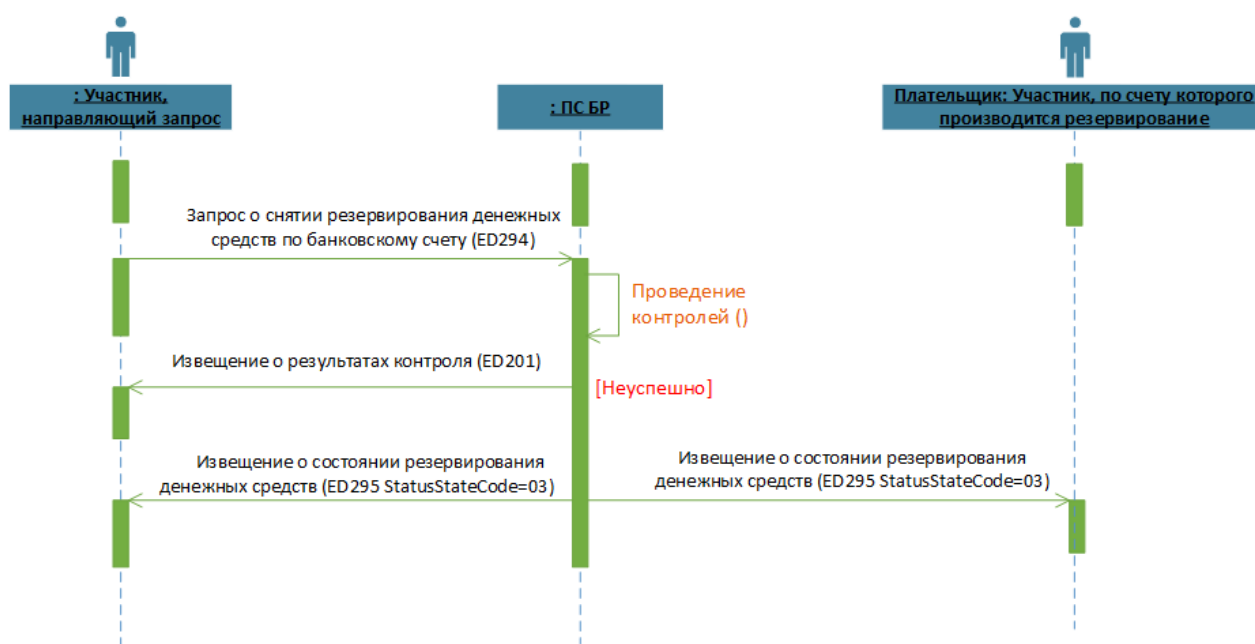 : Участник,
направляющий запрос
: ПС БР
Плательщик: Участник, по счету которого
производится резервирование
Запрос о снятии резервирования денежных
средств по банковскому счету (ED294)
Проведение
контролей ()
Извещение о результатах контроля (ED201)
[Неуспешно]
Извещение о состоянии резервирования
денежных средств (ED295 StatusStateCode=03)
Извещение о состоянии резервирования
денежных средств (ED295 StatusStateCode=03)